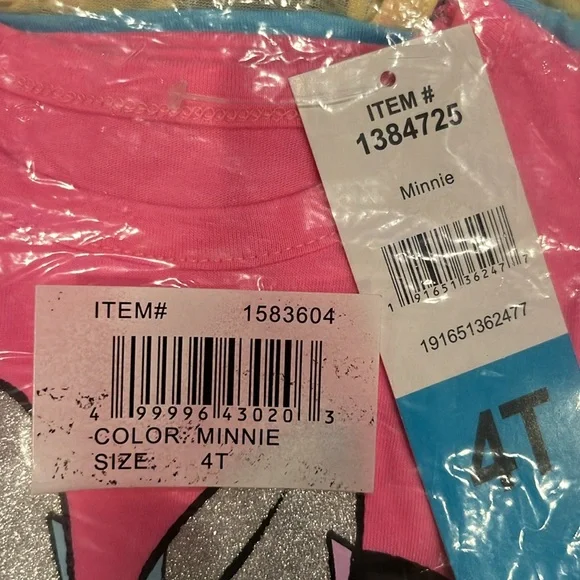 ITEM #
1384725
Minnie
1 91651 36247 7
191651362477
4T
ITEM# 1583604
4 99996 43020 3
COLOR: MINNIE
SIZE: 4T